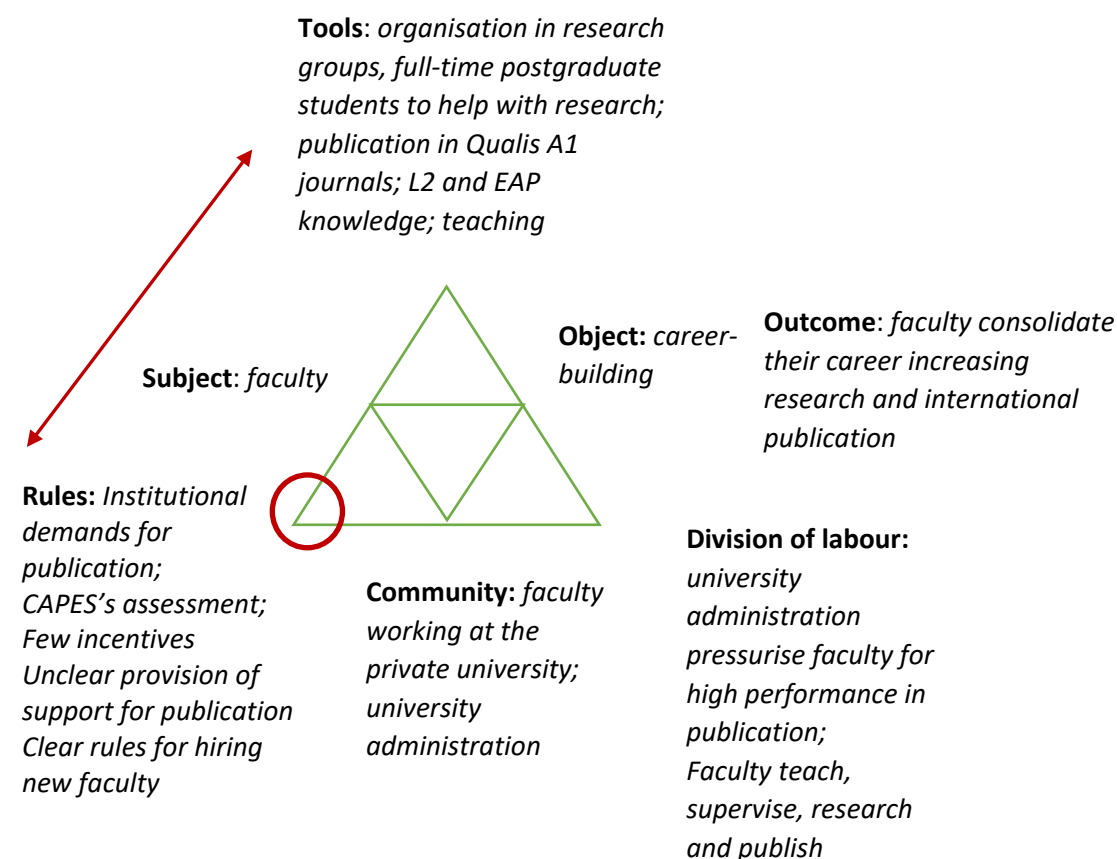 Tools: organisation in research
groups, full-time postgraduate
students to help with research;
publication in Qualis A1
journals; L2 and EAP
knowledge; teaching
Subject: faculty
Object: career-
building
Outcome: faculty consolidate
their career increasing
research and international
publication
Rules: Institutional
demands for
publication;
CAPES’s assessment;
Few incentives
Unclear provision of
support for publication
Clear rules for hiring
new faculty
Community: faculty
working at the
private university;
university
administration
Division of labour:
university
administration
pressurise faculty for
high performance in
publication;
Faculty teach,
supervise, research
and publish